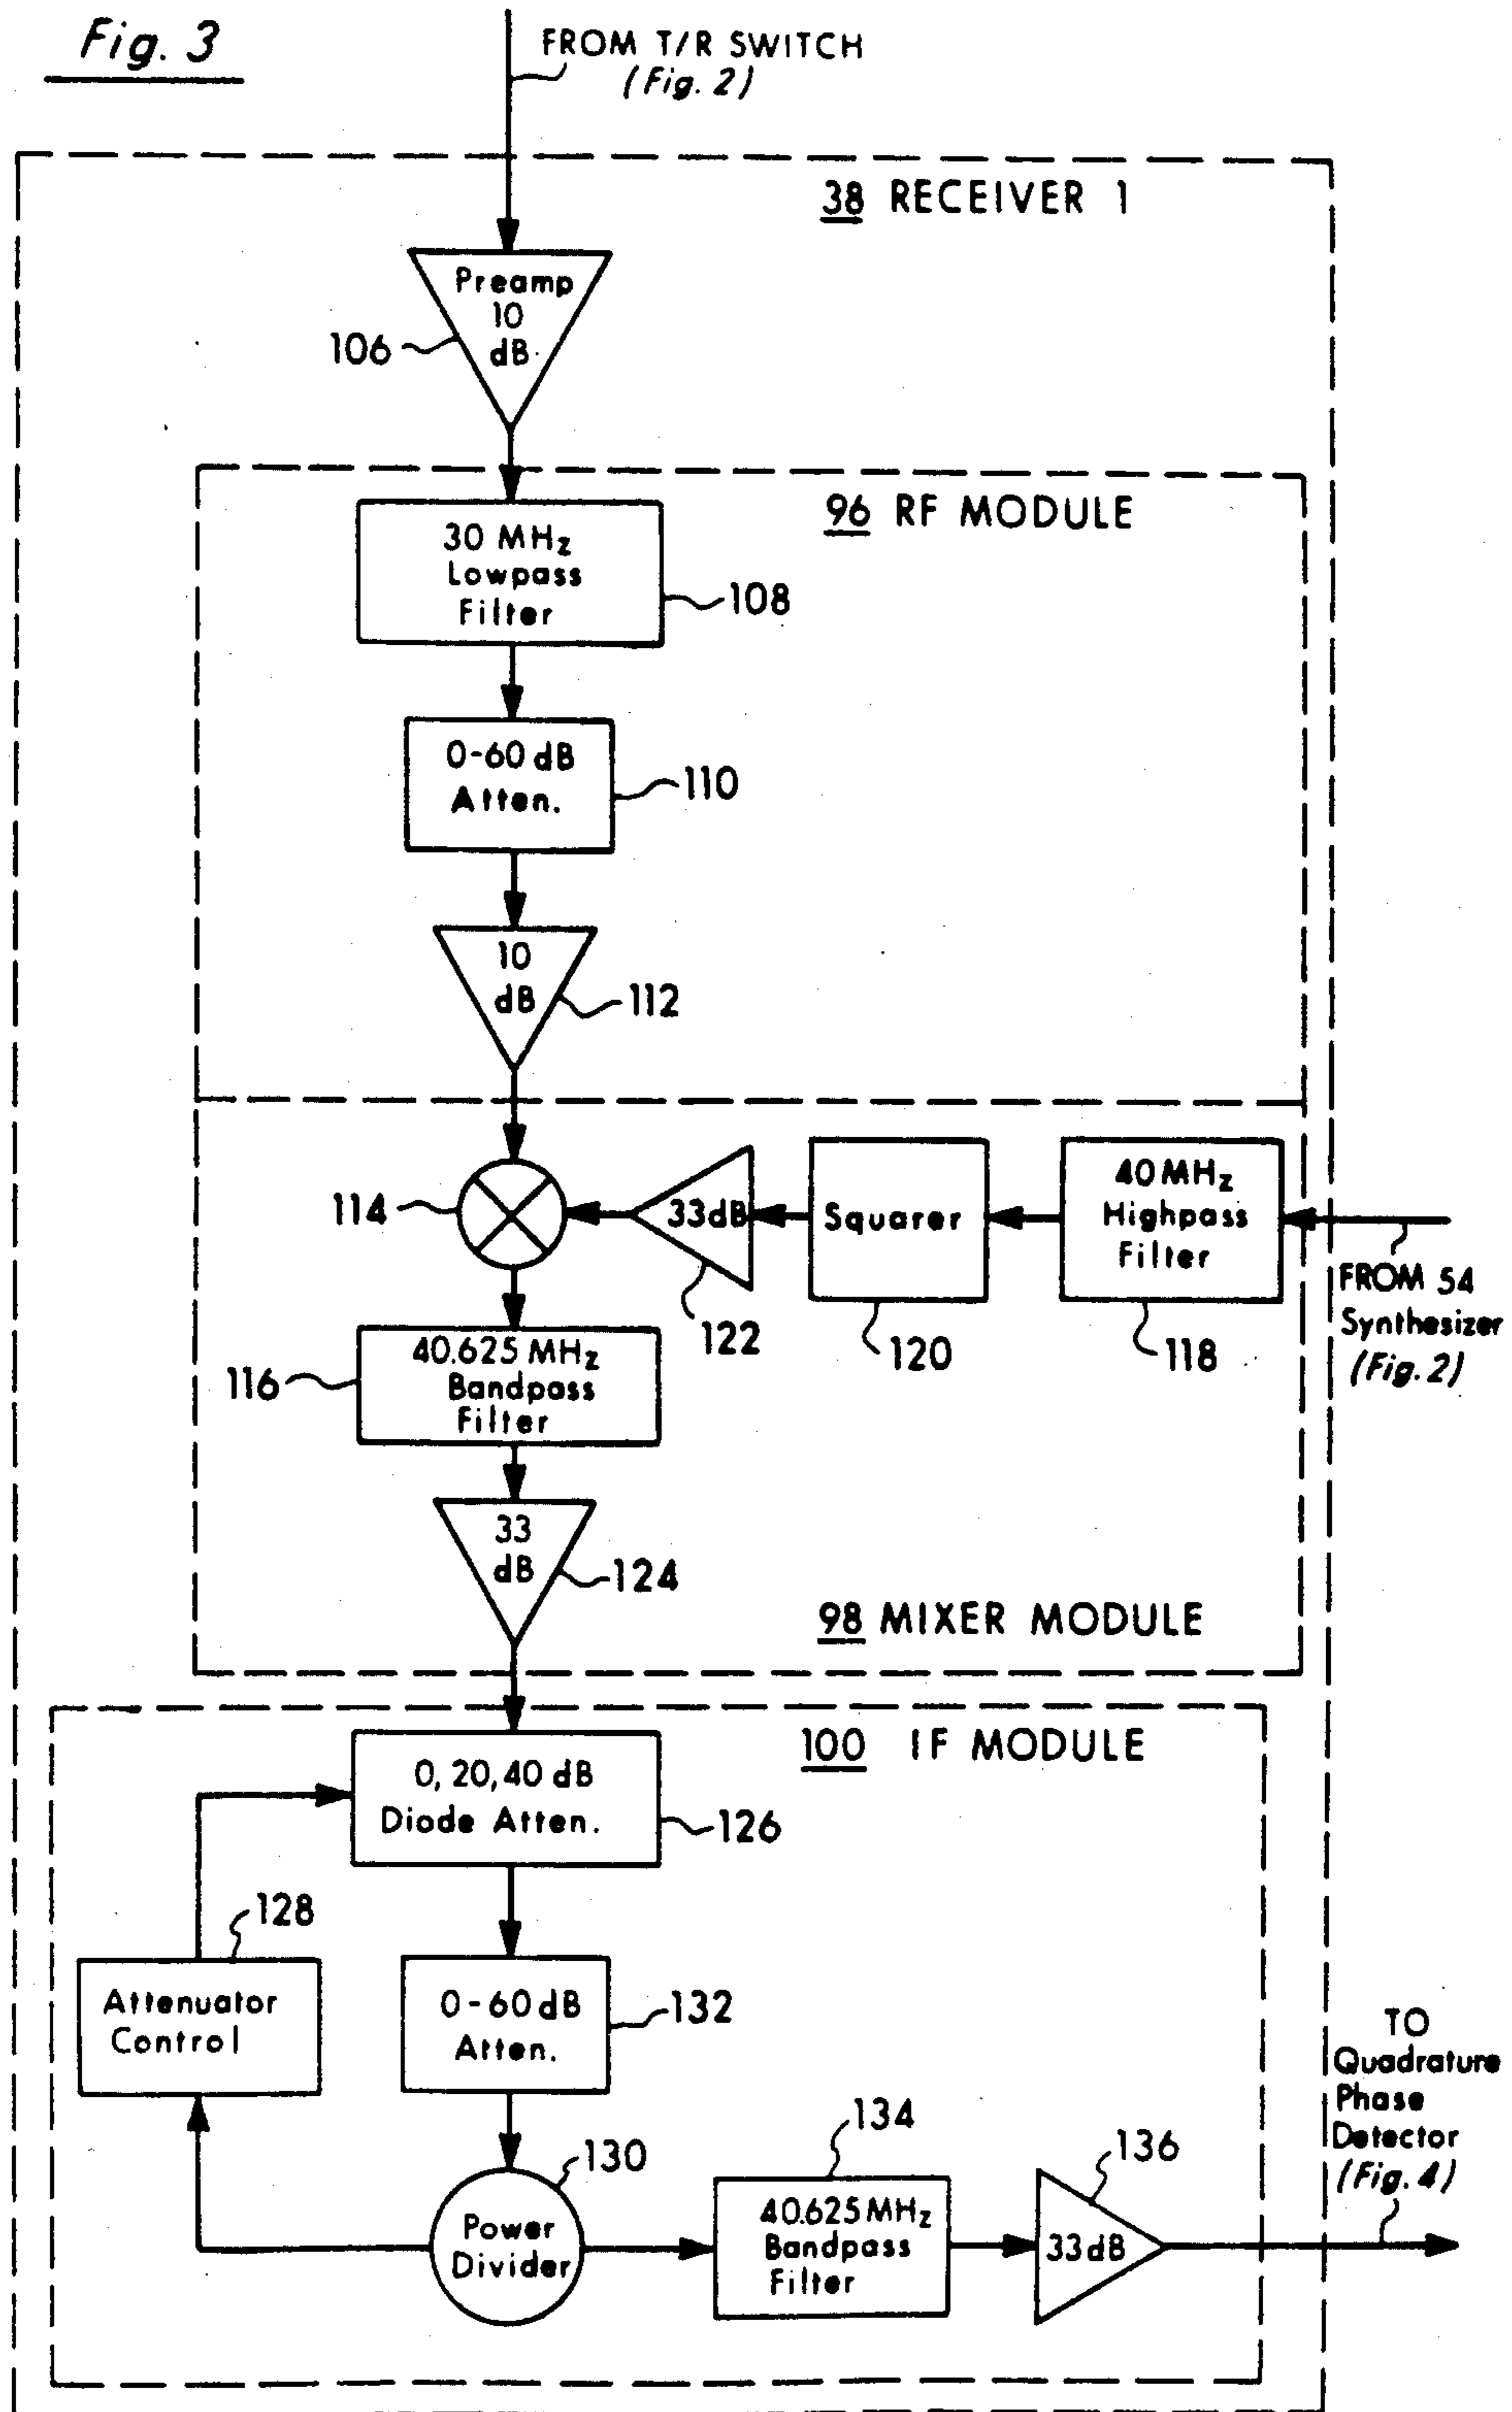 Fig. 3
FROM T/R SWITCH
(Fig. 2)
38 RECEIVER 1
Preamp
10
dB
106
96 RF MODULE
30 MHz
Lowpass
Filter
108
0-60 dB
Atten.
110
10
dB
112
114
33dB
122
Squarer
120
40 MHz
Highpass
Filter
118
FROM 54
Synthesizer
(Fig. 2)
40.625 MHz
Bandpass
Filter
116
33
dB
124
98 MIXER MODULE
100 IF MODULE
0, 20, 40 dB
Diode Atten.
126
128
Attenuator
Control
0-60 dB
Atten.
132
130
Power
Divider
134
40.625 MHz
Bandpass
Filter
136
33dB
TO
Quadrature
Phase
Detector
(Fig. 4)